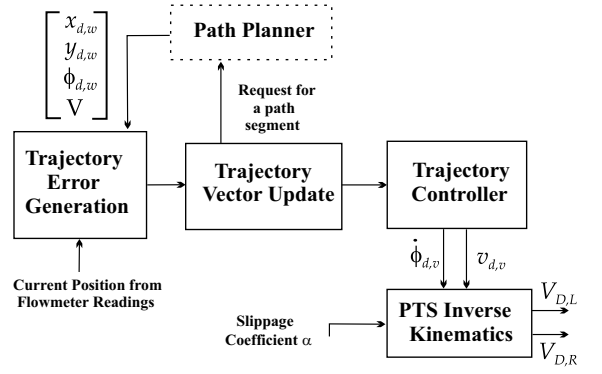 x_{d,w}
y_{d,w}
ϕ_{d,w}
V
Path Planner
Request for
a path
segment
Trajectory
Error
Generation
Trajectory
Vector Update
Trajectory
Controller
Current Position from
Flowmeter Readings
ϕ̇_{d,v}
v_{d,v}
Slippage
Coefficient α
PTS Inverse
Kinematics
V_{D,L}
V_{D,R}